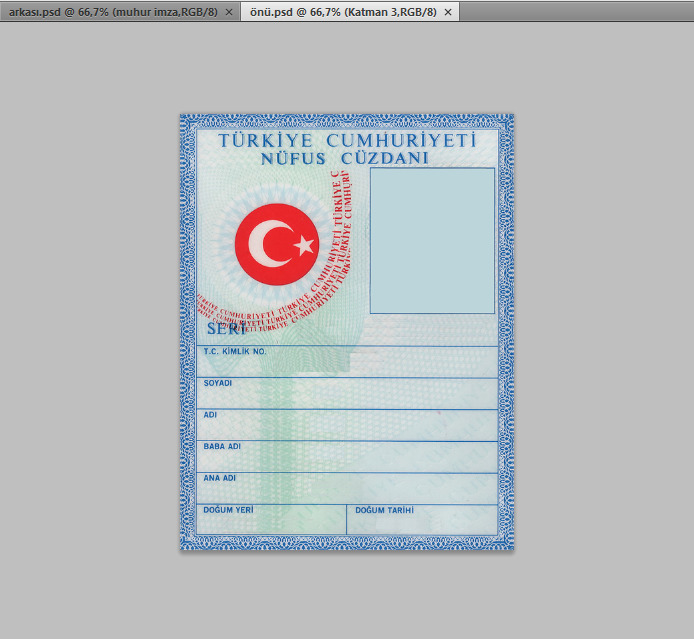 arkası.psd @ 66,7% (muhur imza,RGB/8) ×
önü.psd @ 66,7% (Katman 3,RGB/8) ×
TÜRKİYE CUMHURİYETİ
NÜFUS CÜZDANI
TÜRKİYE CUMHURİYETİ TÜRKİYE
CUMHURİYETİ TÜRKİYE CUMHURİYETİ
SERİ
T.C. KİMLİK NO.
SOYADI
ADI
BABA ADI
ANA ADI
DOĞUM YERİ
DOĞUM TARİHİ